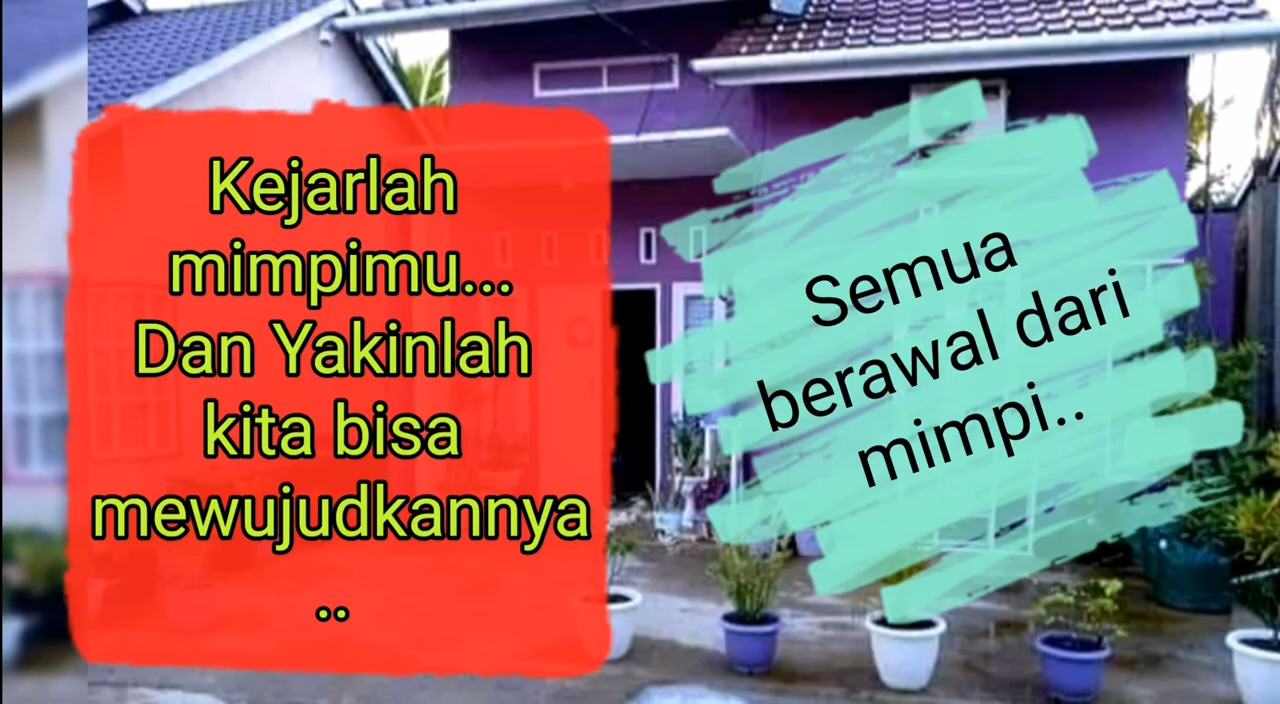 Kejarlah
mimpimu...
Dan Yakinlah
kita bisa
mewujudkannya
..
Semua
berawal dari
mimpi..